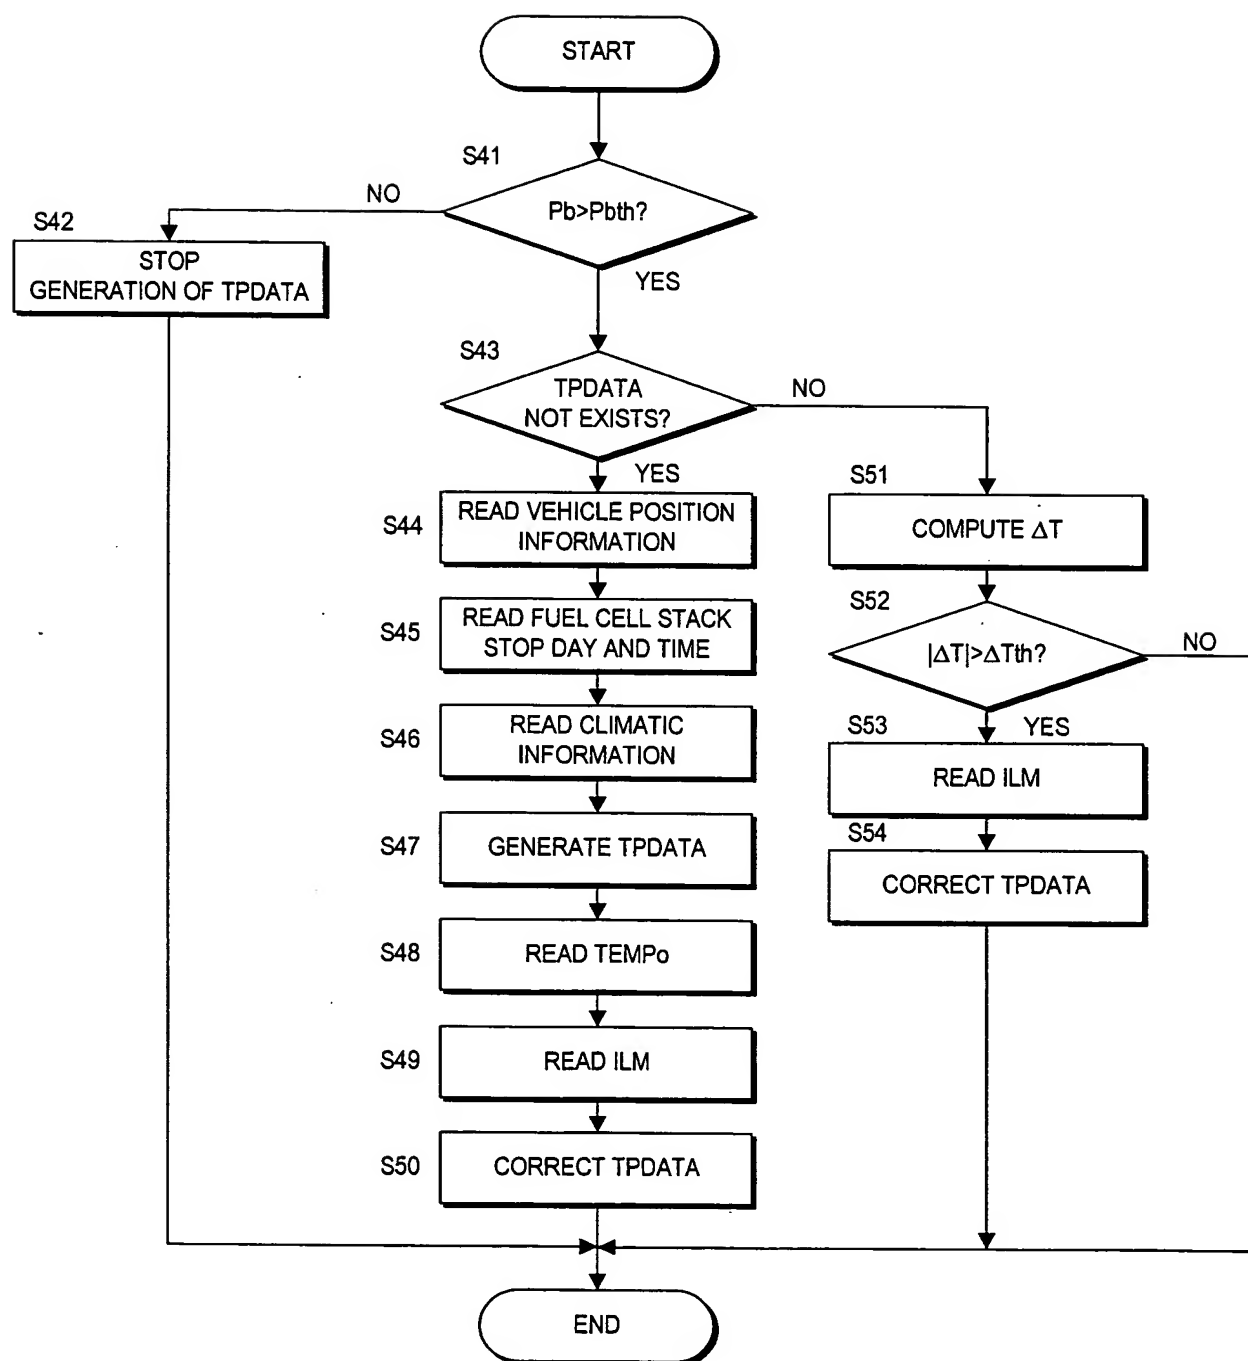 START
S41
Pb>Pbth?
NO
YES
S42
STOP
GENERATION OF TPDATA
S43
TPDATA
NOT EXISTS?
NO
YES
S44
READ VEHICLE POSITION
INFORMATION
S45
READ FUEL CELL STACK
STOP DAY AND TIME
S46
READ CLIMATIC
INFORMATION
S47
GENERATE TPDATA
S48
READ TEMPo
S49
READ ILM
S50
CORRECT TPDATA
S51
COMPUTE ΔT
S52
|ΔT|>ΔTth?
NO
YES
S53
READ ILM
S54
CORRECT TPDATA
END